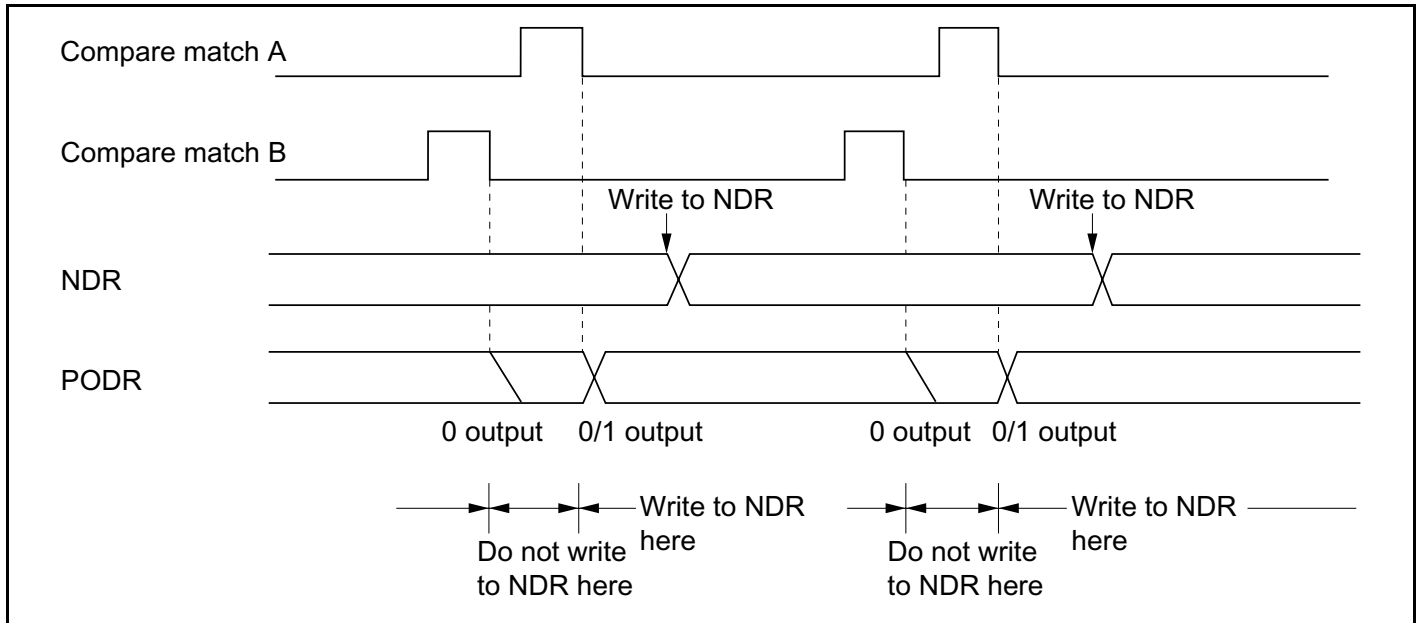 Compare match A
Compare match B
Write to NDR
Write to NDR
NDR
PODR
0 output
0/1 output
0 output
0/1 output
Write to NDR
here
Do not write
to NDR here
Write to NDR
here
Do not write
to NDR here